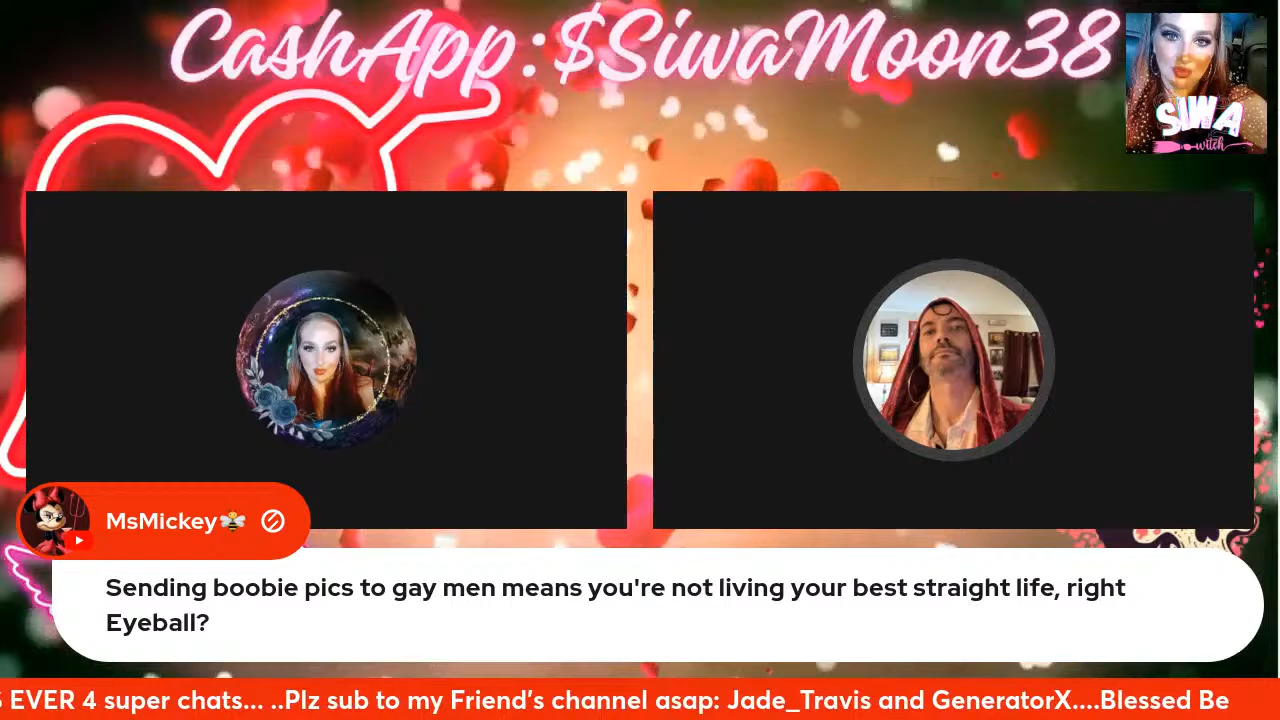 CashApp:$SiwaMoon38
SIWA
witch
MsMickey🐝
Sending boobie pics to gay men means you're not living your best straight life, right
Eyeball?
EVER 4 super chats... ..Plz sub to my Friend's channel asap: Jade_Travis and GeneratorX....Blessed Be